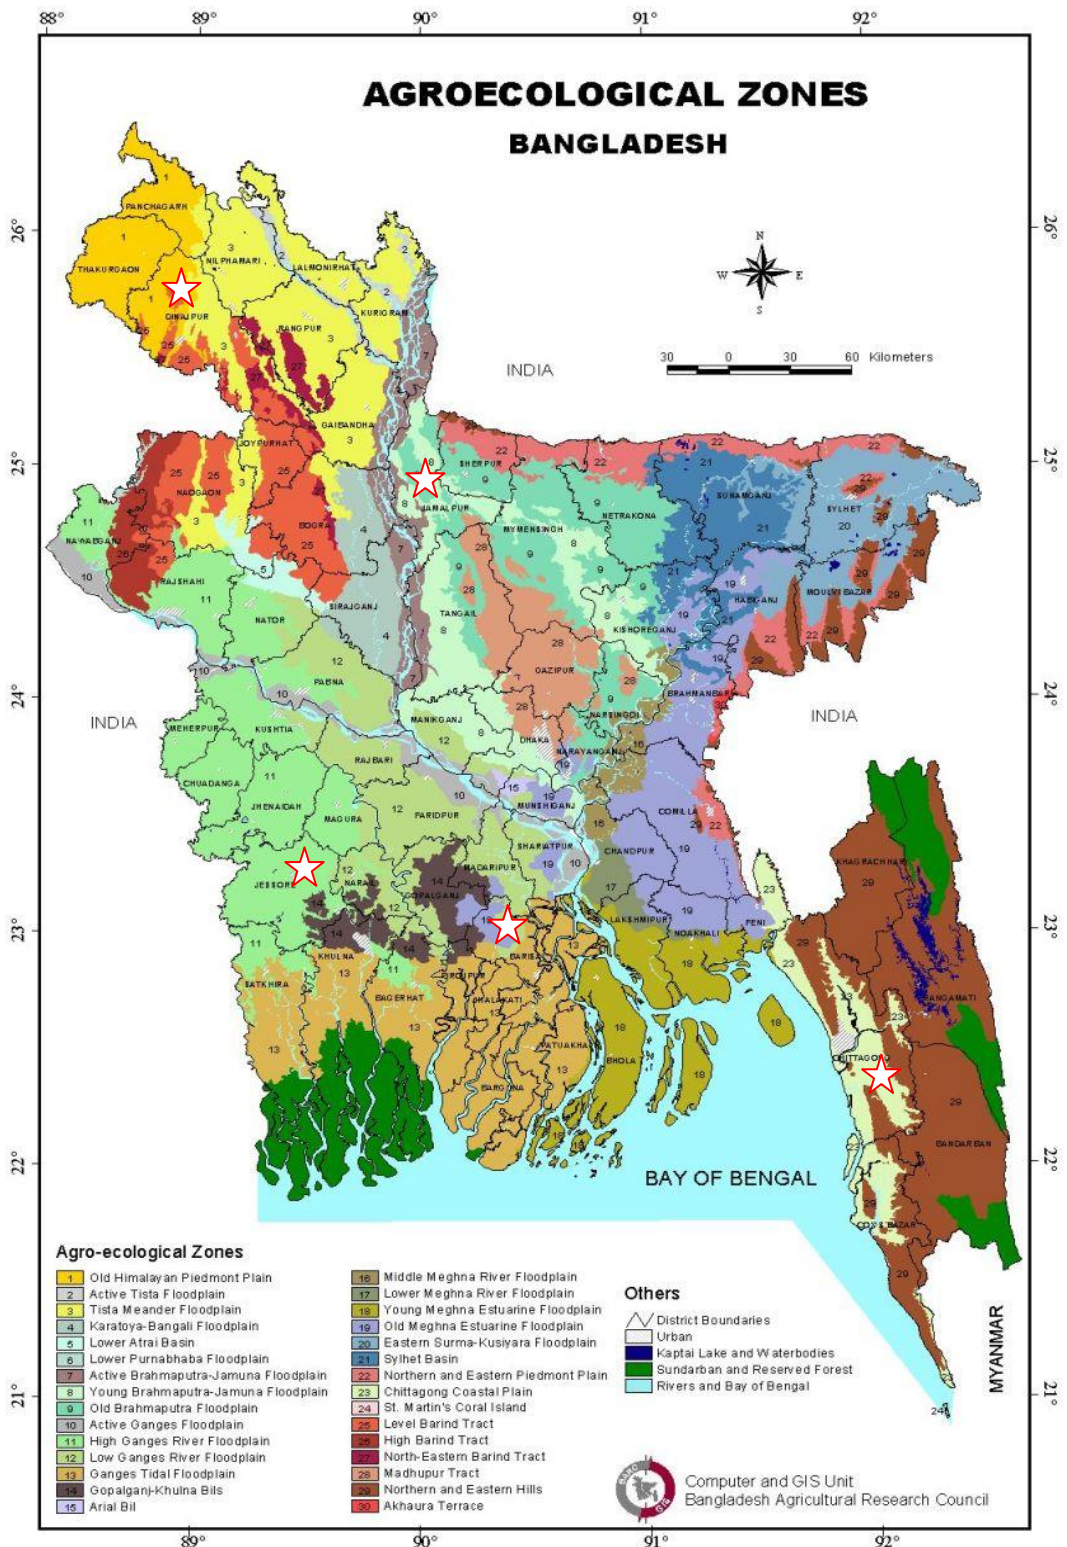 88° 89° 90° 91° 92°
AGROECOLOGICAL ZONES
BANGLADESH
26° 26°
25° 25°
24° 24°
23° 23°
22° 22°
21° 21°
N
W E
S
30 0 30 60 Kilometers
INDIA
INDIA
INDIA
PANCHAGARH
THAKURGAON
NILPHAMARI
LALMONIRHAT
DINAJPUR
RANGPUR
KURIGRAM
GAIBANDHA
JOYPURHAT
NAOGAON
BOGRA
JAMALPUR
SHERPUR
MYMENSINGH
NETRAKONA
SUNAMGANJ
SYLHET
NAWABGANJ
RAJSHAHI
NATOR
SIRAJGANJ
TANGAIL
KISHOREGANJ
HABIGANJ
MOULVI BAZAR
PABNA
GAZIPUR
NARSINGDI
MEHERPUR
KUSHTIA
MANIKGANJ
DHAKA
NARAYANGANJ
CHUADANGA
RAJBARI
JHENAIDAH
MAGURA
MUNSHIGANJ
COMILLA
SHARIATPUR
CHANDPUR
JESSORE
NARAIL
MADARIPUR
GOPALGANJ
LAKSHMIPUR
NOAKHALI
FENI
KHAGRACHHARI
KHULNA
SATKHIRA
BAGERHAT
BHOLA
BARGUNA
BANDARBAN
BAY OF BENGAL
MYANMAR
Agro-ecological Zones
1 Old Himalayan Piedmont Plain
2 Active Tista Floodplain
3 Tista Meander Floodplain
4 Karatoya-Bangali Floodplain
5 Lower Atrai Basin
6 Lower Purnabhaba Floodplain
7 Active Brahmaputra-Jamuna Floodplain
8 Young Brahmaputra-Jamuna Floodplain
9 Old Brahmaputra Floodplain
10 Active Ganges Floodplain
11 High Ganges River Floodplain
12 Low Ganges River Floodplain
13 Ganges Tidal Floodplain
14 Gopalganj-Khulna Bils
15 Arial Bil
16 Middle Meghna River Floodplain
17 Lower Meghna River Floodplain
18 Young Meghna Estuarine Floodplain
19 Old Meghna Estuarine Floodplain
20 Eastern Surma-Kusiyara Floodplain
21 Sylhet Basin
22 Northern and Eastern Piedmont Plain
23 Chittagong Coastal Plain
24 St. Martin's Coral Island
25 Level Barind Tract
26 High Barind Tract
27 North-Eastern Barind Tract
28 Madhupur Tract
29 Northern and Eastern Hills
30 Akhaura Terrace
Others
District Boundaries
Urban
Kaptai Lake and Waterbodies
Sundarban and Reserved Forest
Rivers and Bay of Bengal
BARC
GIS
Computer and GIS Unit
Bangladesh Agricultural Research Council
89° 90° 91° 92°